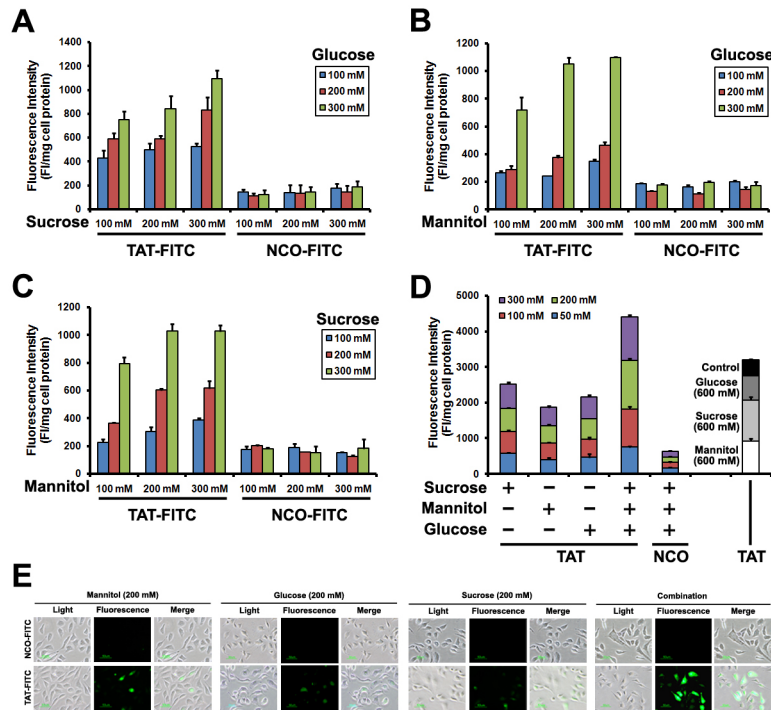 A
Fluorescence Intensity
(FI/mg cell protein)
1400
1200
1000
800
600
400
200
0
Glucose
100 mM
200 mM
300 mM
Sucrose
100 mM 200 mM 300 mM 100 mM 200 mM 300 mM
TAT-FITC NCO-FITC
B
Fluorescence Intensity
(FI/mg cell protein)
1200
1000
800
600
400
200
0
Glucose
100 mM
200 mM
300 mM
Mannitol
100 mM 200 mM 300 mM 100 mM 200 mM 300 mM
TAT-FITC NCO-FITC
C
Fluorescence Intensity
(FI/mg cell protein)
1200
1000
800
600
400
200
0
Sucrose
100 mM
200 mM
300 mM
Mannitol
100 mM 200 mM 300 mM 100 mM 200 mM 300 mM
TAT-FITC NCO-FITC
D
Fluorescence Intensity
(FI/mg cell protein)
5000
4000
3000
2000
1000
0
300 mM 200 mM
100 mM 50 mM
Control
Glucose
(600 mM)
Sucrose
(600 mM)
Mannitol
(600 mM)
Sucrose + − − + +
Mannitol − + − + +
Glucose − − + + +
TAT NCO TAT
E
Mannitol (200 mM) Glucose (200 mM) Sucrose (200 mM) Combination
Light Fluorescence Merge Light Fluorescence Merge Light Fluorescence Merge Light Fluorescence Merge
NCO-FITC
TAT-FITC